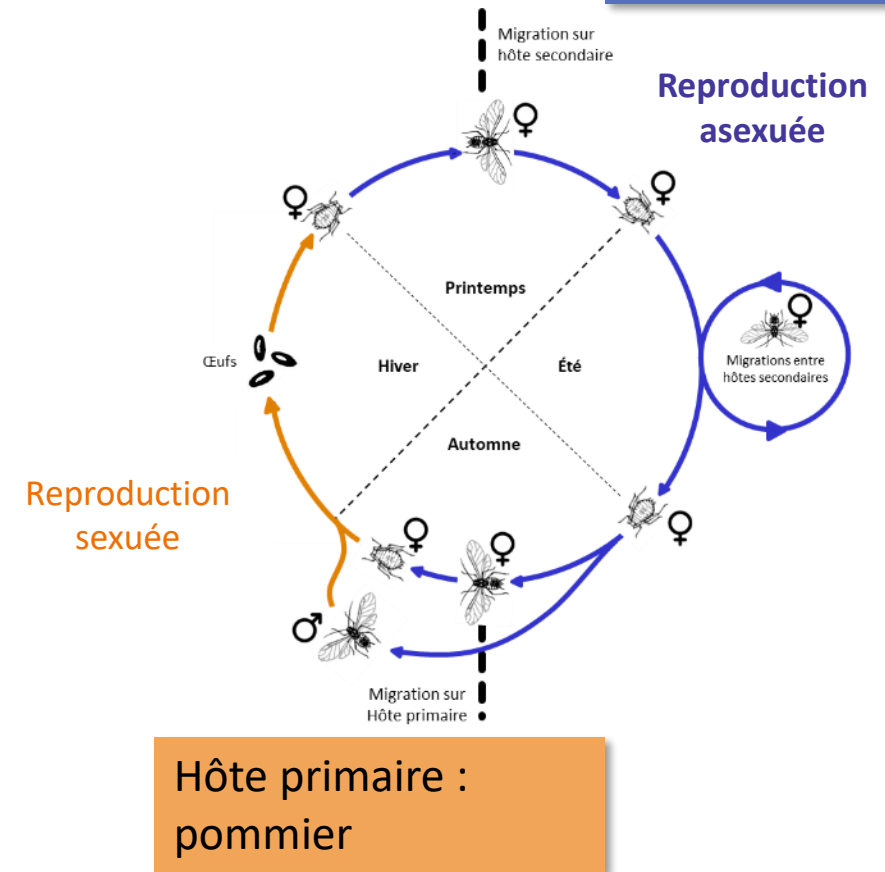 Migration sur
hôte secondaire
Reproduction
asexuée
Printemps
Migrations entre
hôtes secondaires
Œufs
Hiver
Été
Automne
Reproduction
sexuée
Migration sur
Hôte primaire
Hôte primaire :
pommier